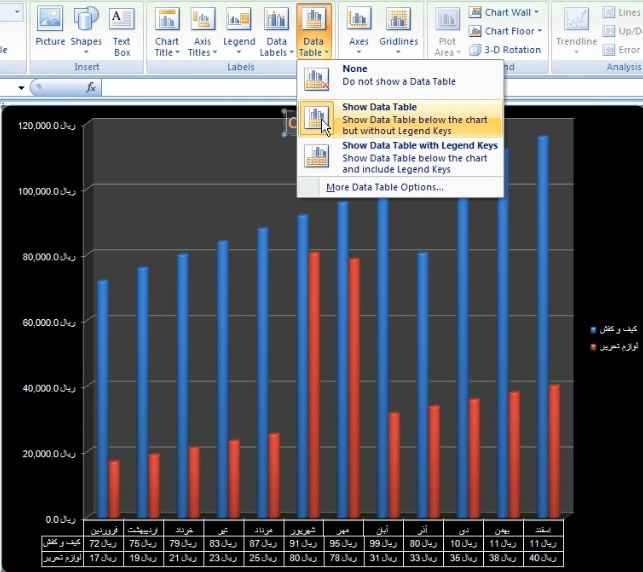 le
Picture Shapes Text Box
Insert
Chart Title Axis Titles Legend Data Labels Data Table
Labels
Axes Gridlines
Plot Area
Chart Wall
Chart Floor
3-D Rotation
Trendline
Lines
Up/D
Error
Analysis
nd
fx
None
Do not show a Data Table
Show Data Table
Show Data Table below the chart
but without Legend Keys
Show Data Table with Legend Keys
Show Data Table below the chart
and include Legend Keys
More Data Table Options...
C
ریال 120,000.0
ریال 100,000.0
ریال 80,000.0
ریال 60,000.0
ریال 40,000.0
ریال 20,000.0
ریال 0.0
کیف و کفش
لوازم تحریر
فروردین اردیبهشت خرداد تیر مرداد شهریور مهر آبان آذر دی بهمن اسفند
کیف و کفش ریال 72 ریال 75 ریال 79 ریال 83 ریال 87 ریال 91 ریال 95 ریال 99 ریال 80 ریال 10 ریال 11 ریال 11
لوازم تحریر ریال 17 ریال 19 ریال 21 ریال 23 ریال 25 ریال 80 ریال 78 ریال 31 ریال 33 ریال 35 ریال 38 ریال 40